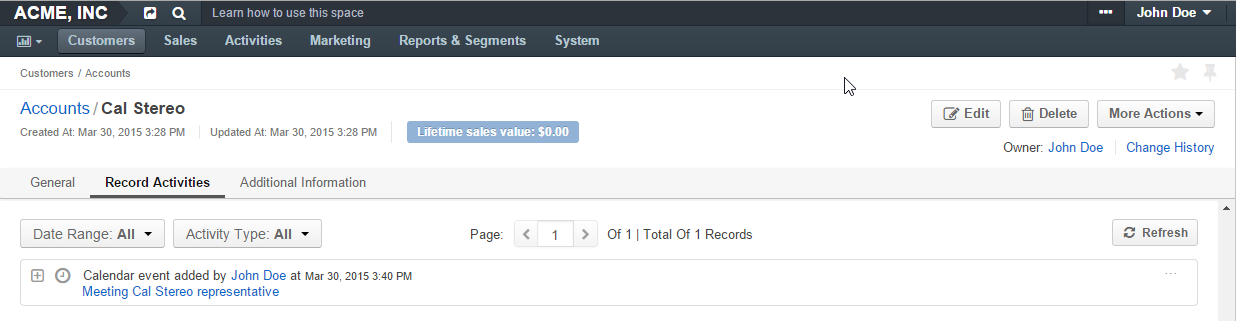 ACME, INC Learn how to use this space ••• John Doe
Customers Sales Activities Marketing Reports & Segments System
Customers / Accounts
Accounts / Cal Stereo
Edit Delete More Actions
Created At: Mar 30, 2015 3:28 PM Updated At: Mar 30, 2015 3:28 PM Lifetime sales value: $0.00
Owner: John Doe Change History
General Record Activities Additional Information
Date Range: All Activity Type: All Page: 1 Of 1 | Total Of 1 Records Refresh
Calendar event added by John Doe at Mar 30, 2015 3:40 PM ...
Meeting Cal Stereo representative